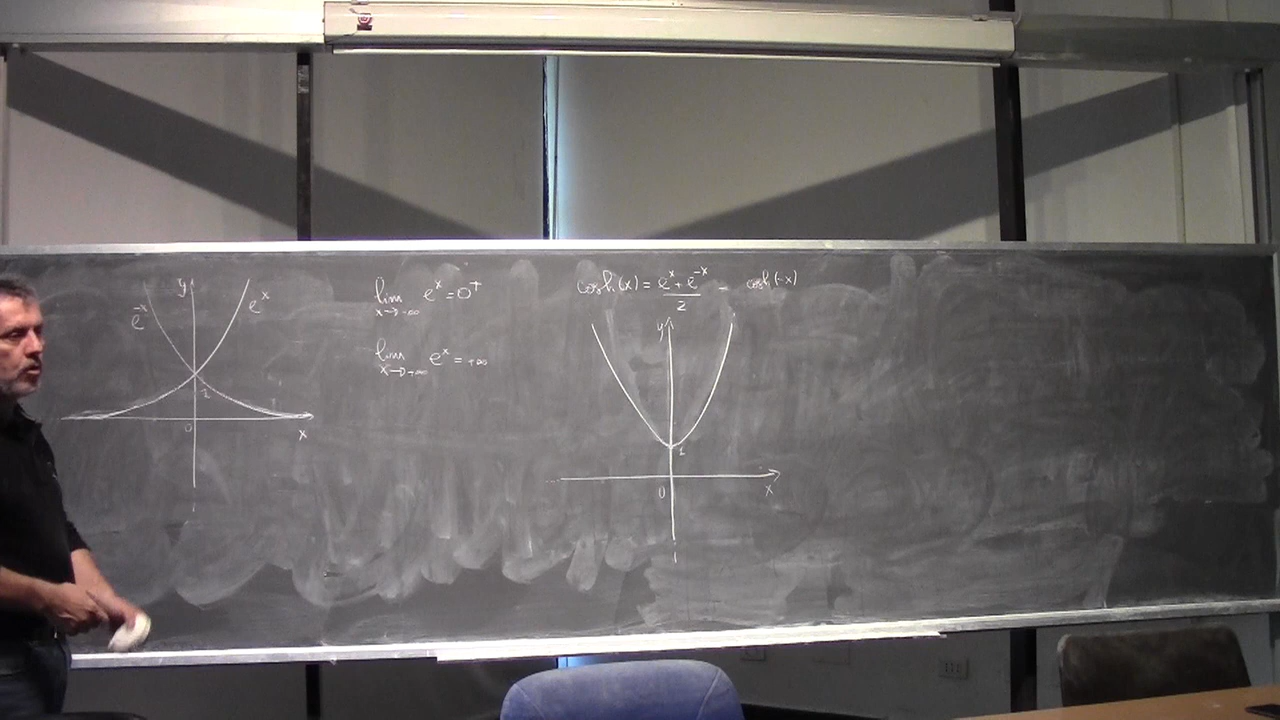 y
e^-x
e^x
1
0
x
lim e^x = 0^+
x→-∞
lim e^x = +∞
x→+∞
cosh(x) = (e^x + e^-x)/2 = cosh(-x)
y
1
0
x